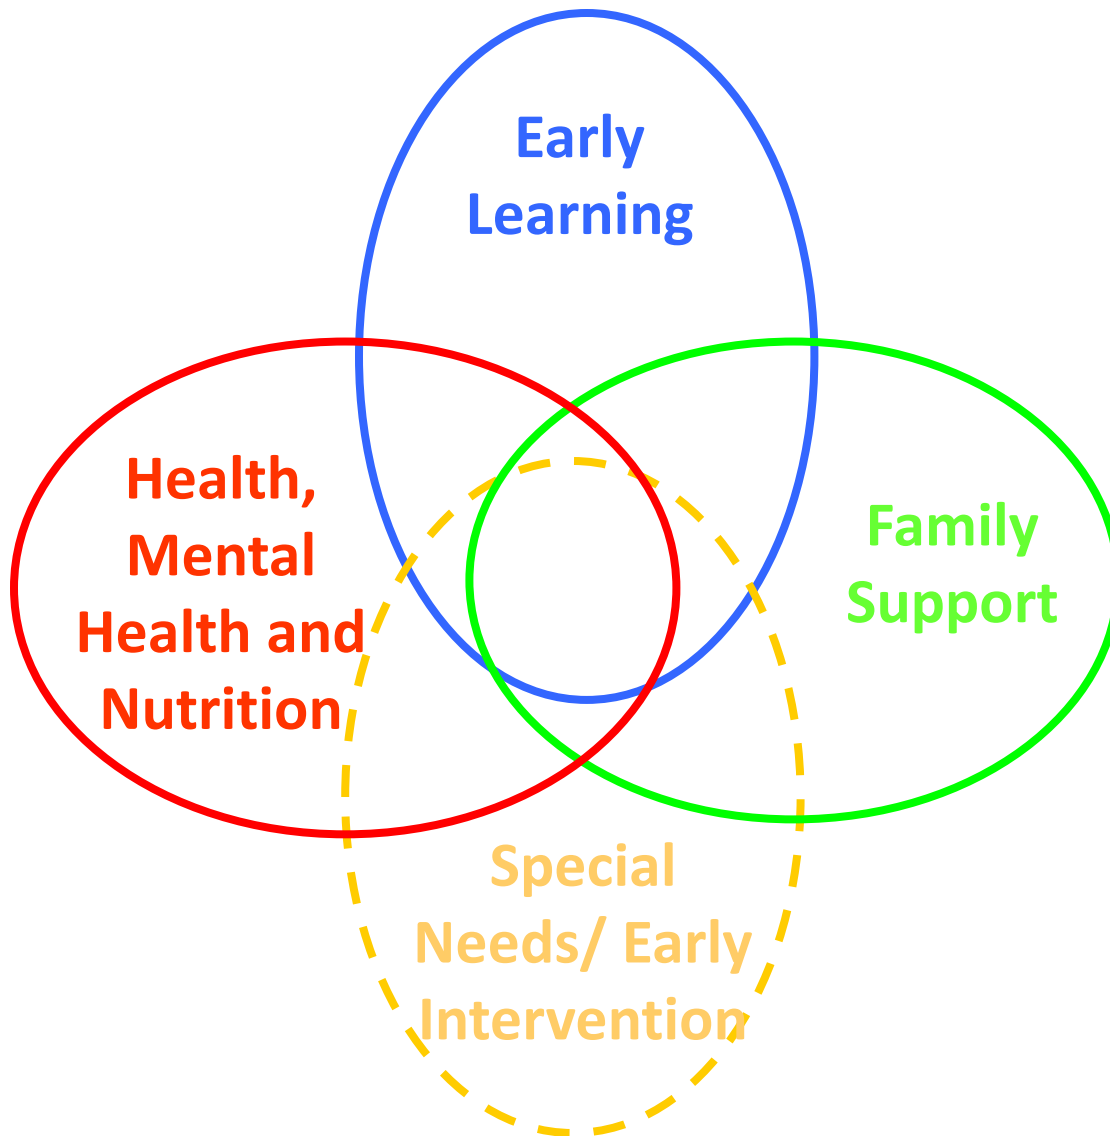 Early
Learning
Health,
Mental
Health and
Nutrition
Family
Support
Special
Needs/ Early
Intervention